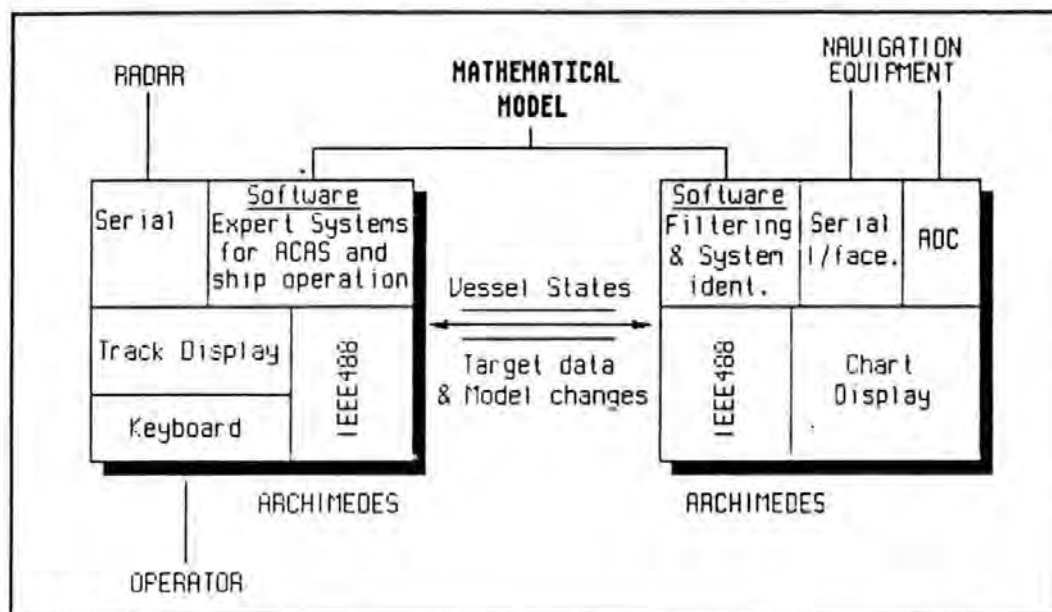 RADAR
MATHEMATICAL
MODEL
NAVIGATION
EQUIPMENT
Serial
Software
Expert Systems
for ACAS and
ship operation
Track Display
Keyboard
IEEE488
ARCHIMEDES
OPERATOR
Vessel States
Target data
& Model changes
Software
Filtering
& System
ident.
Serial
I/face.
ADC
IEEE488
Chart
Display
ARCHIMEDES